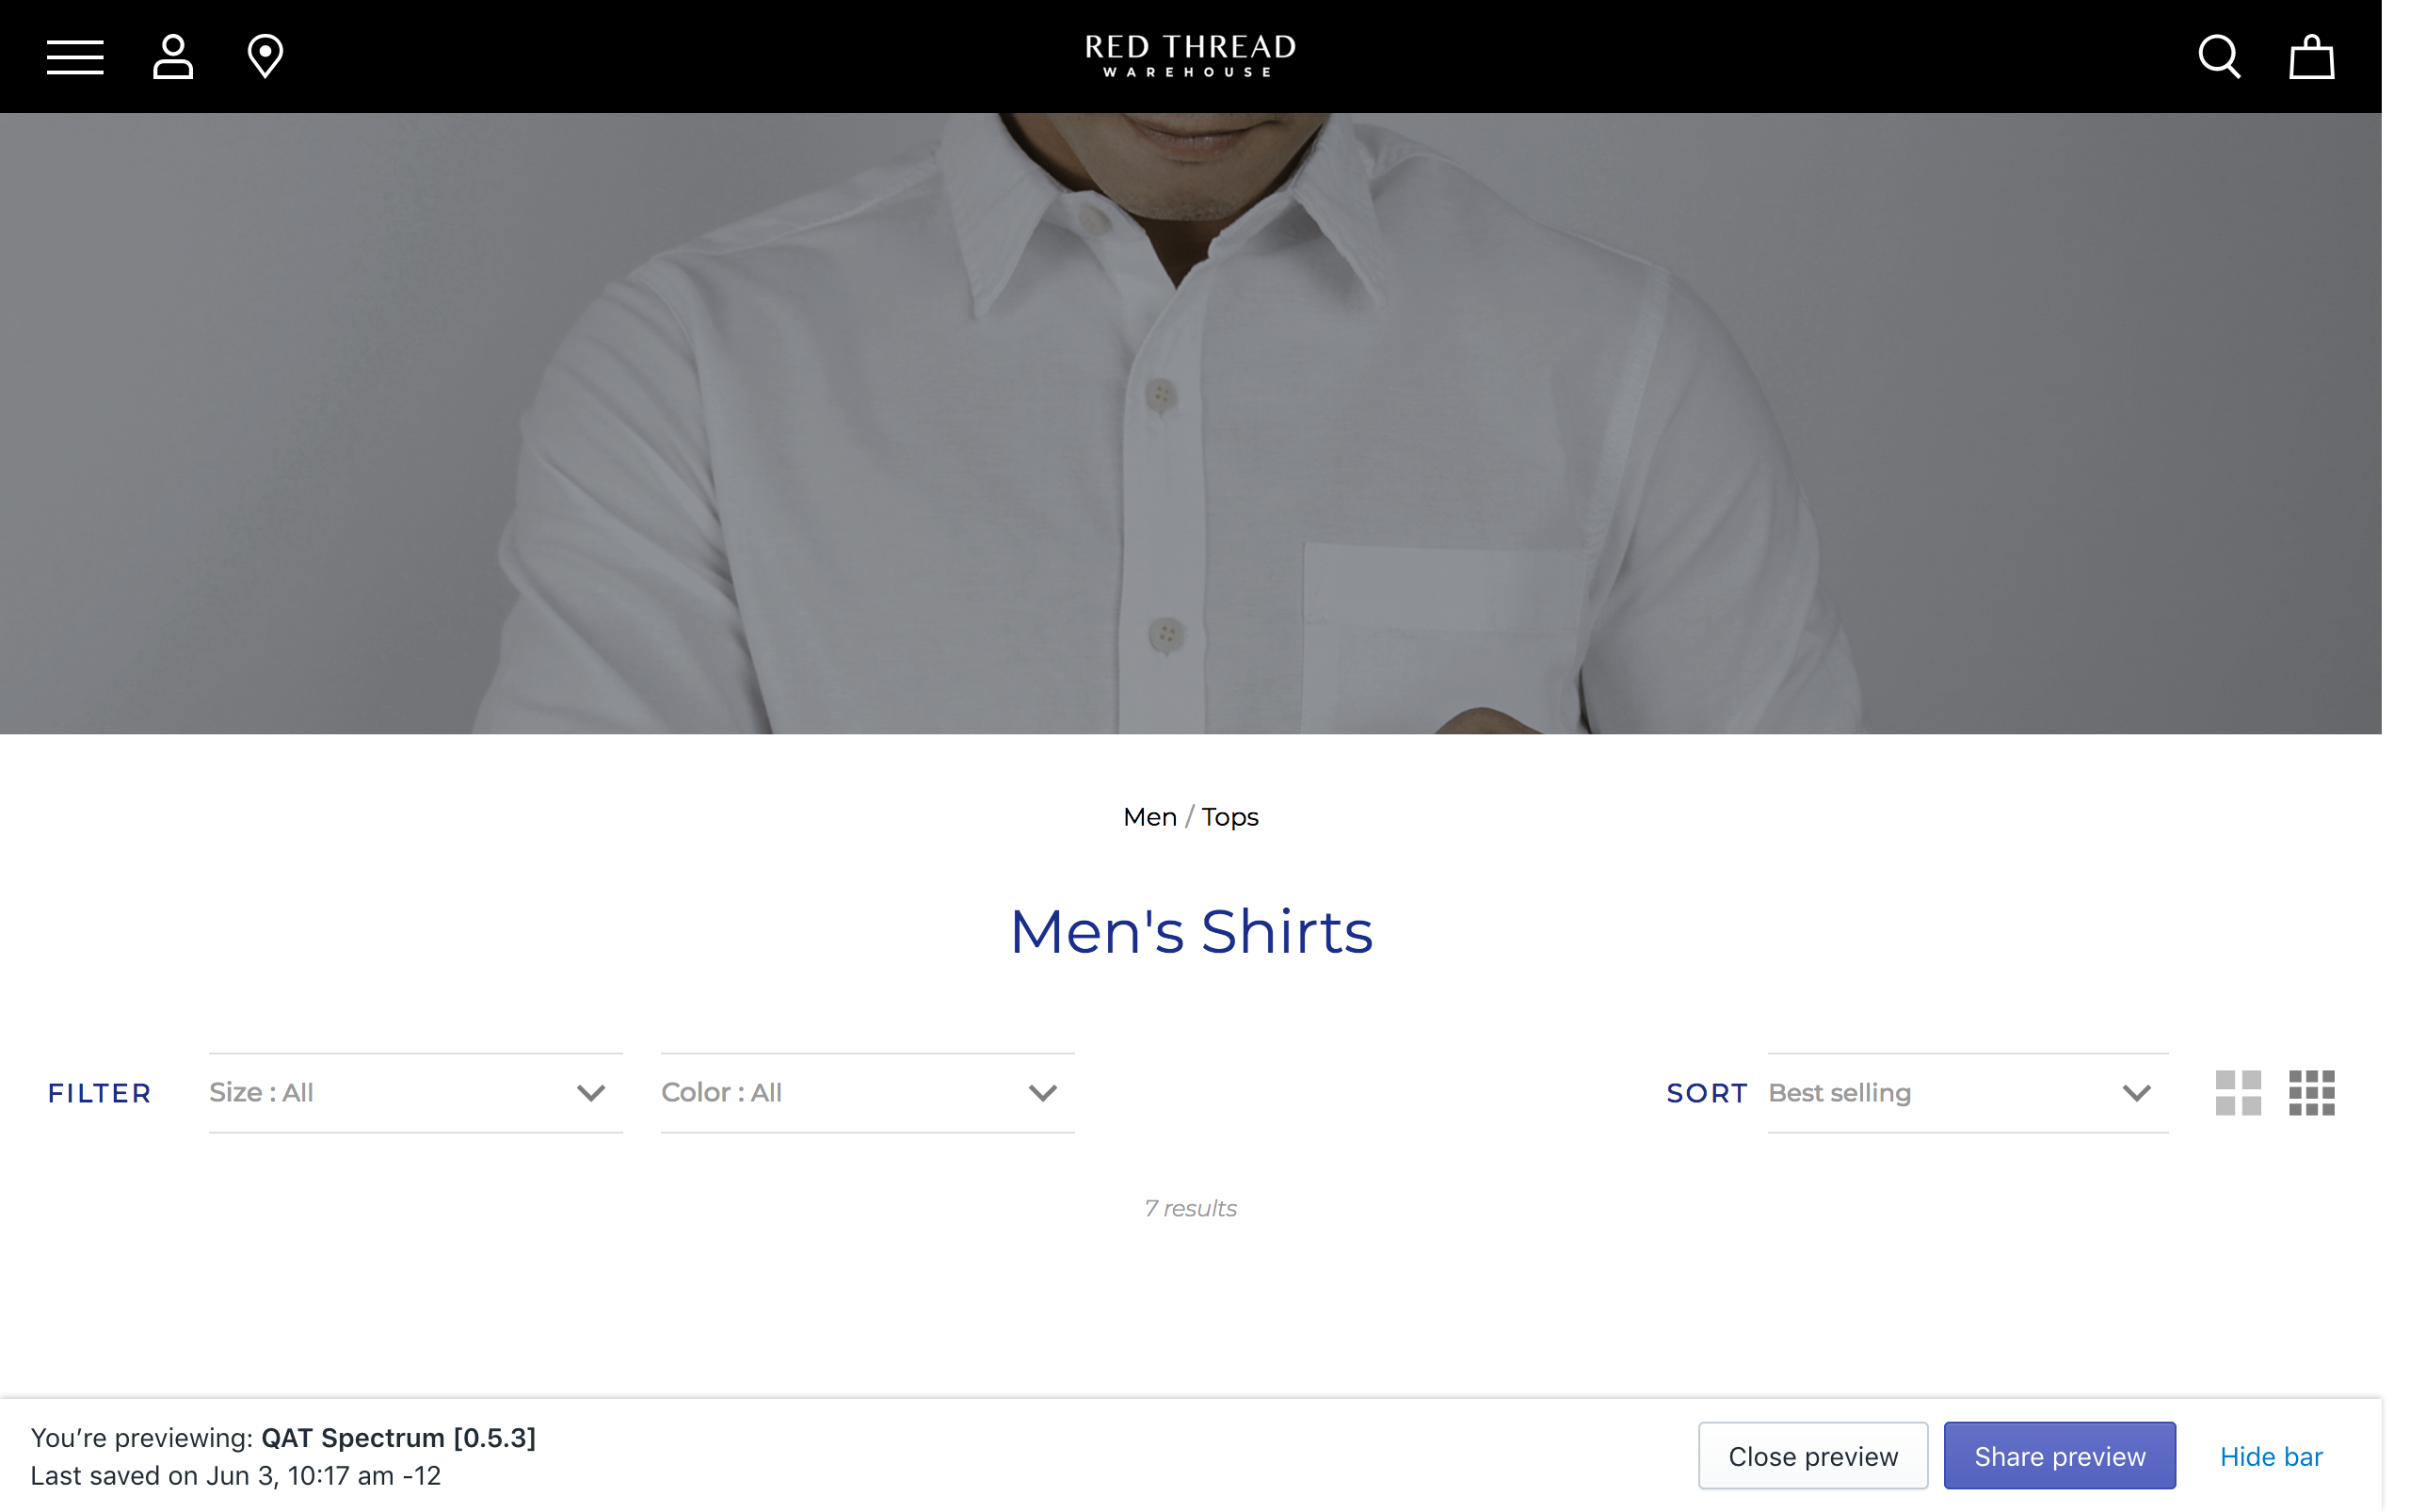 RED THREAD
WAREHOUSE
Men / Tops
Men's Shirts
FILTER
Size : All
Color : All
SORT
Best selling
7 results
You’re previewing: QAT Spectrum [0.5.3]
Last saved on Jun 3, 10:17 am -12
Close preview
Share preview
Hide bar